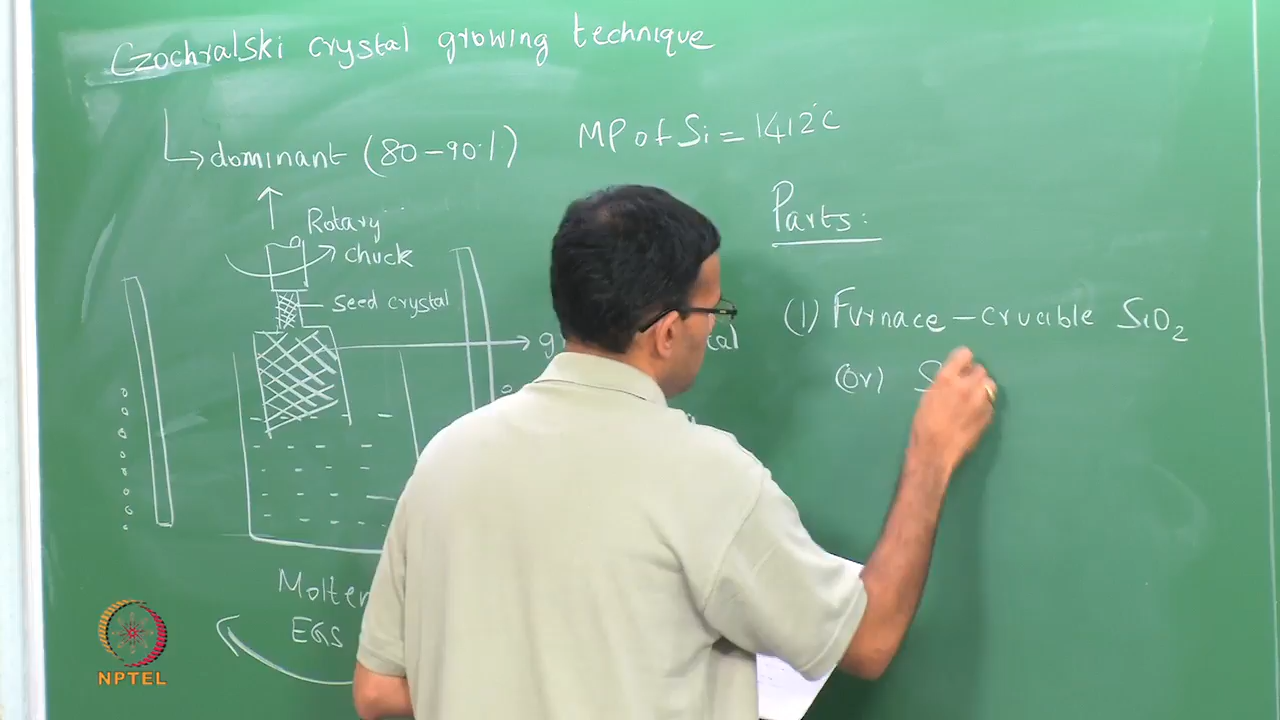 Czochralski crystal growing technique
dominant (80-90%)
MP of Si = 1412°C
Rotary
chuck
Seed crystal
Parts:
(1) Furnace - crucible SiO2
(or) S
EGS
NPTEL